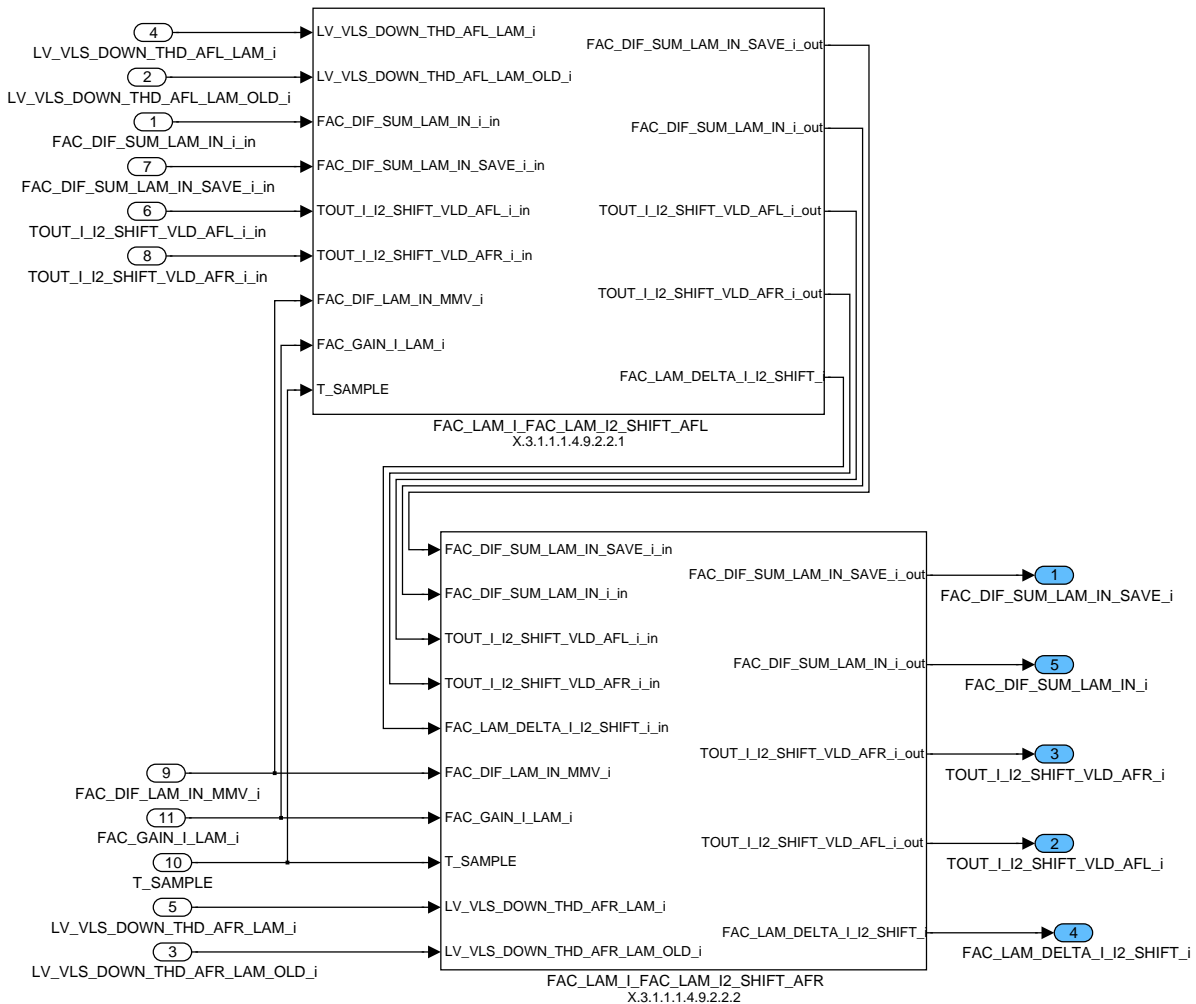 4
LV_VLS_DOWN_THD_AFL_LAM_i
2
LV_VLS_DOWN_THD_AFL_LAM_OLD_i
1
FAC_DIF_SUM_LAM_IN_i_in
7
FAC_DIF_SUM_LAM_IN_SAVE_i_in
6
TOUT_I_I2_SHIFT_VLD_AFL_i_in
8
TOUT_I_I2_SHIFT_VLD_AFR_i_in
LV_VLS_DOWN_THD_AFL_LAM_i
LV_VLS_DOWN_THD_AFL_LAM_OLD_i
FAC_DIF_SUM_LAM_IN_i_in
FAC_DIF_SUM_LAM_IN_SAVE_i_in
TOUT_I_I2_SHIFT_VLD_AFL_i_in
TOUT_I_I2_SHIFT_VLD_AFR_i_in
FAC_DIF_LAM_IN_MMV_i
FAC_GAIN_I_LAM_i
T_SAMPLE
FAC_DIF_SUM_LAM_IN_SAVE_i_out
FAC_DIF_SUM_LAM_IN_i_out
TOUT_I_I2_SHIFT_VLD_AFL_i_out
TOUT_I_I2_SHIFT_VLD_AFR_i_out
FAC_LAM_DELTA_I_I2_SHIFT_i
FAC_LAM_I_FAC_LAM_I2_SHIFT_AFL
X.3.1.1.1.4.9.2.2.1
9
FAC_DIF_LAM_IN_MMV_i
11
FAC_GAIN_I_LAM_i
10
T_SAMPLE
5
LV_VLS_DOWN_THD_AFR_LAM_i
3
LV_VLS_DOWN_THD_AFR_LAM_OLD_i
FAC_DIF_SUM_LAM_IN_SAVE_i_in
FAC_DIF_SUM_LAM_IN_i_in
TOUT_I_I2_SHIFT_VLD_AFL_i_in
TOUT_I_I2_SHIFT_VLD_AFR_i_in
FAC_LAM_DELTA_I_I2_SHIFT_i_in
FAC_DIF_LAM_IN_MMV_i
FAC_GAIN_I_LAM_i
T_SAMPLE
LV_VLS_DOWN_THD_AFR_LAM_i
LV_VLS_DOWN_THD_AFR_LAM_OLD_i
FAC_DIF_SUM_LAM_IN_SAVE_i_out
FAC_DIF_SUM_LAM_IN_i_out
TOUT_I_I2_SHIFT_VLD_AFR_i_out
TOUT_I_I2_SHIFT_VLD_AFL_i_out
FAC_LAM_DELTA_I_I2_SHIFT_i
FAC_LAM_I_FAC_LAM_I2_SHIFT_AFR
X.3.1.1.1.4.9.2.2.2
1
FAC_DIF_SUM_LAM_IN_SAVE_i
5
FAC_DIF_SUM_LAM_IN_i
3
TOUT_I_I2_SHIFT_VLD_AFR_i
2
TOUT_I_I2_SHIFT_VLD_AFL_i
4
FAC_LAM_DELTA_I_I2_SHIFT_i